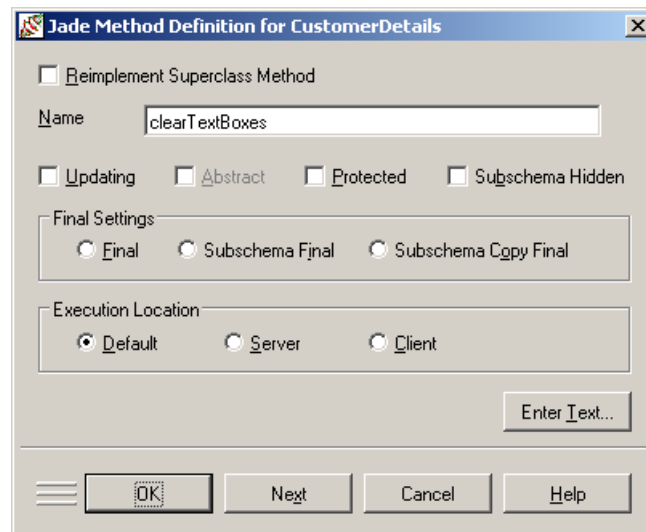 Jade Method Definition for CustomerDetails
Reimplement Superclass Method
Name clearTextBoxes
Updating Abstract Protected Subschema Hidden
Final Settings
Final Subschema Final Subschema Copy Final
Execution Location
Default Server Client
Enter Text...
OK Next Cancel Help